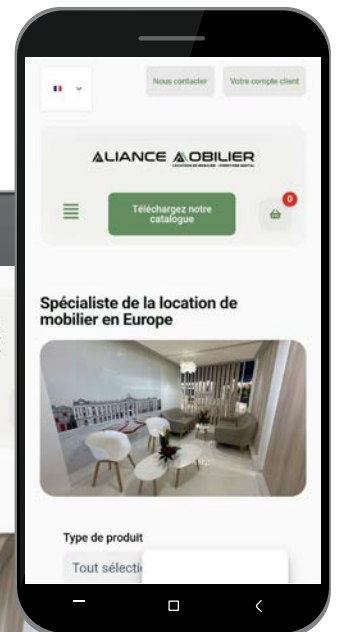 Nous contacter
Votre compte client
ALIANCE MOBILIER
Téléchargez notre
catalogue
0
Spécialiste de la location de
mobilier en Europe
Type de produit
Tout sélecti